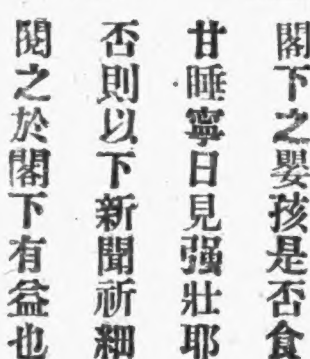 閣下之嬰孩是否食
甘睡寧日見强壯耶
否則以下新聞祈細
閱之於閣下有益也